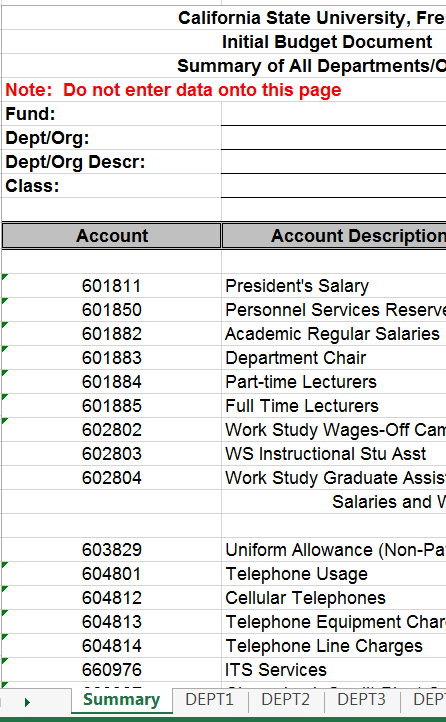 California State University, Fre
Initial Budget Document
Summary of All Departments/O
Note: Do not enter data onto this page
Fund:
Dept/Org:
Dept/Org Descr:
Class:
Account Account Description
601811 President's Salary
601850 Personnel Services Reserve
601882 Academic Regular Salaries
601883 Department Chair
601884 Part-time Lecturers
601885 Full Time Lecturers
602802 Work Study Wages-Off Cam
602803 WS Instructional Stu Asst
602804 Work Study Graduate Assis
Salaries and W
603829 Uniform Allowance (Non-Pa
604801 Telephone Usage
604812 Cellular Telephones
604813 Telephone Equipment Char
604814 Telephone Line Charges
660976 ITS Services
Summary DEPT1 DEPT2 DEPT3 DEP